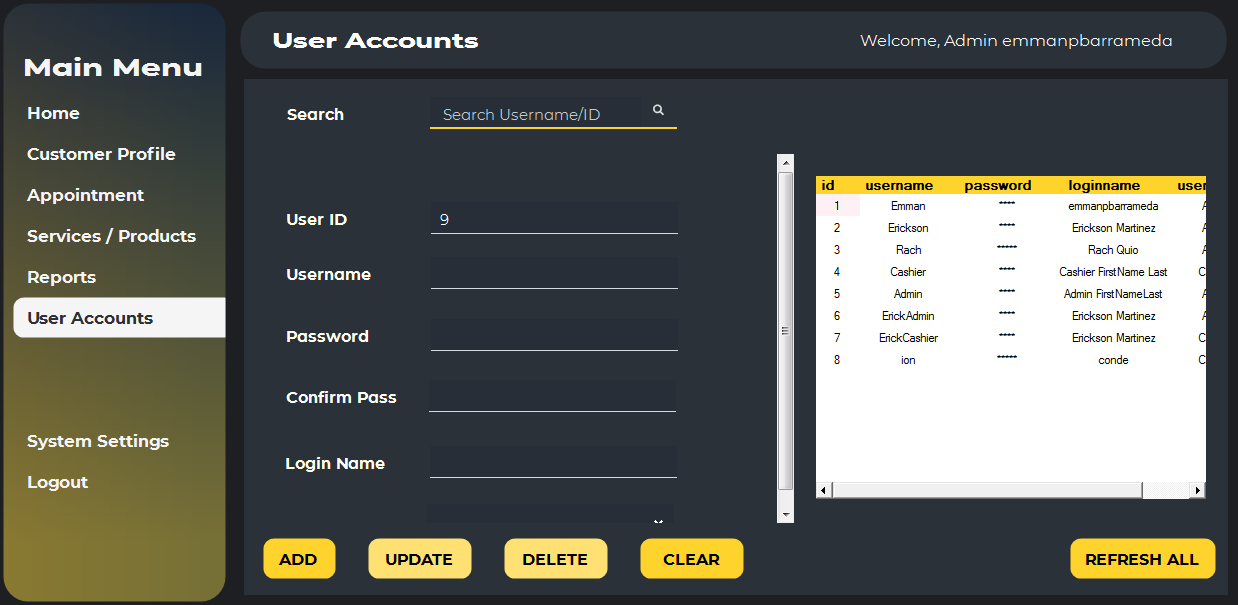 Main Menu
Home
Customer Profile
Appointment
Services / Products
Reports
User Accounts
System Settings
Logout
User Accounts
Welcome, Admin emmanpbarrameda
Search
Search Username/ID
User ID
9
Username
Password
Confirm Pass
Login Name
id username password loginname user
1 Emman **** emmanpbarrameda A
2 Erickson **** Erickson Martinez A
3 Rach ***** Rach Quio A
4 Cashier **** Cashier FirstName Last C
5 Admin **** Admin FirstNameLast A
6 ErickAdmin **** Erickson Martinez A
7 ErickCashier **** Erickson Martinez C
8 ion ***** conde C
ADD
UPDATE
DELETE
CLEAR
REFRESH ALL